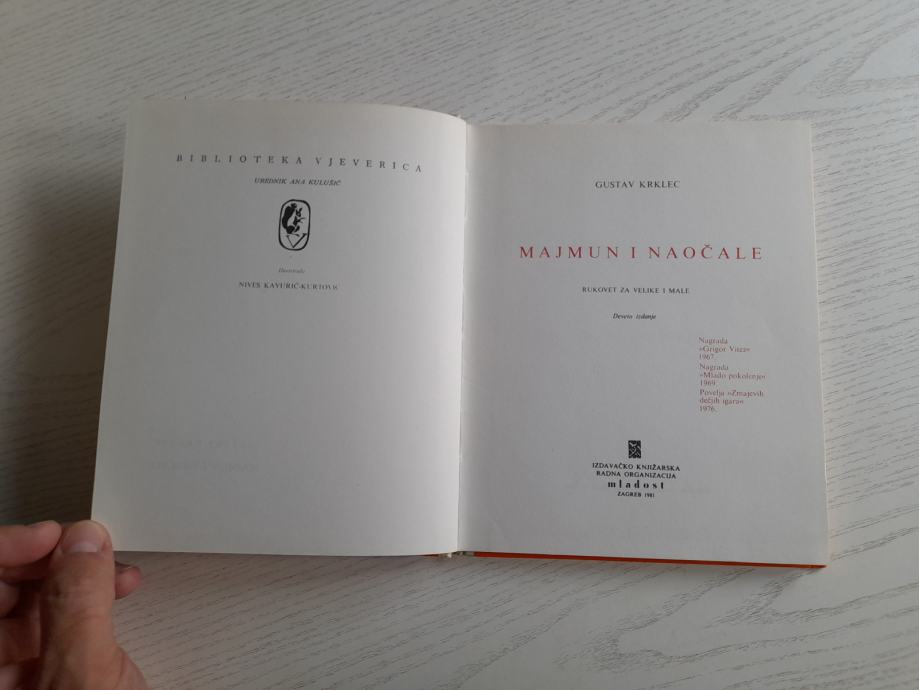 BIBLIOTEKA VJEVERICA
UREDNIK ANA KULUŠIĆ
Ilustrirala
NIVES KAVURIĆ-KURTOVIĆ
GUSTAV KRKLEC
MAJMUN I NAOČALE
RUKOVET ZA VELIKE I MALE
Deveto izdanje
Nagrada
»Grigor Vitez«
1967.
Nagrada
»Mlado pokolenje«
1969.
Povelja »Zmajevih
dečjih igara«
1976.
IZDAVAČKO KNJIŽARSKA
RADNA ORGANIZACIJA
mladost
ZAGREB 1981